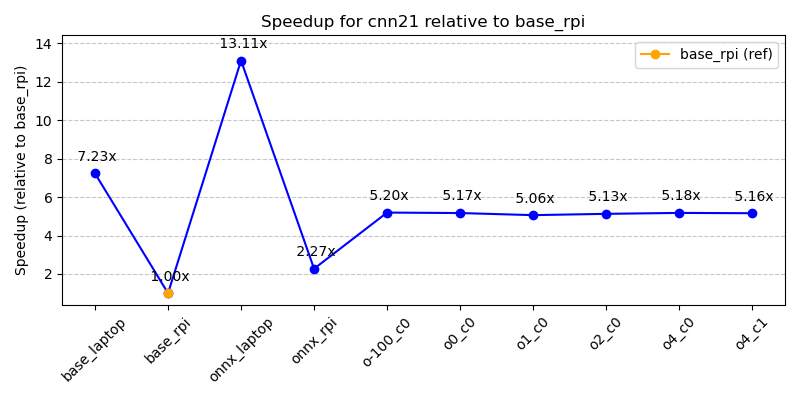 Speedup for cnn21 relative to base_rpi
Speedup (relative to base_rpi)
14
12
10
8
6
4
2
base_rpi (ref)
7.23x
1.00x
13.11x
2.27x
5.20x
5.17x
5.06x
5.13x
5.18x
5.16x
base_laptop
base_rpi
onnx_laptop
onnx_rpi
o-100_c0
o0_c0
o1_c0
o2_c0
o4_c0
o4_c1